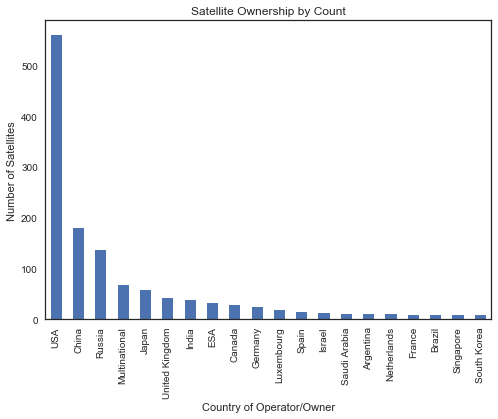 Satellite Ownership by Count
Number of Satellites
500
400
300
200
100
0
USA
China
Russia
Multinational
Japan
United Kingdom
India
ESA
Canada
Germany
Luxembourg
Spain
Israel
Saudi Arabia
Argentina
Netherlands
France
Brazil
Singapore
South Korea
Country of Operator/Owner